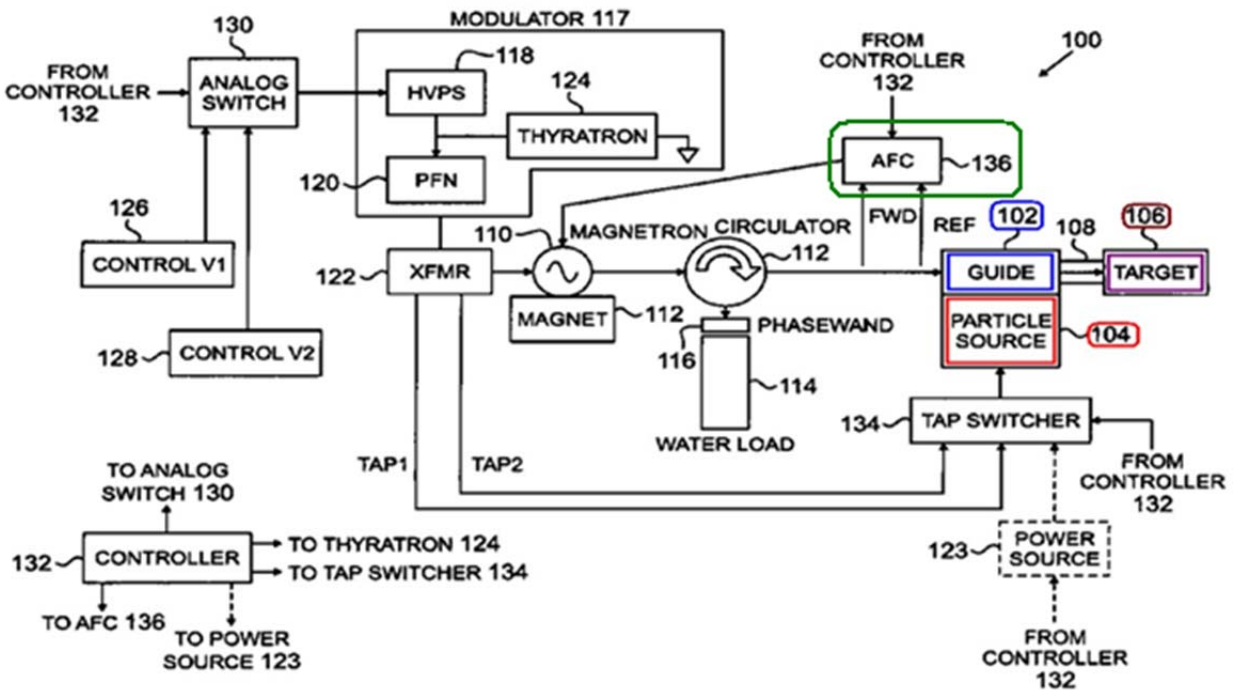 MODULATOR 117
130
FROM
CONTROLLER
132
ANALOG
SWITCH
118
HVPS
124
THYRATRON
120
PFN
FROM
CONTROLLER
132
100
AFC
136
126
CONTROL V1
128
CONTROL V2
110
MAGNETRON
CIRCULATOR
112
FWD
REF
102
108
106
122
XFMR
GUIDE
TARGET
MAGNET
112
116
PHASEWAND
PARTICLE
SOURCE
104
114
WATER LOAD
134
TAP SWITCHER
TAP1
TAP2
FROM
CONTROLLER
132
TO ANALOG
SWITCH 130
132
CONTROLLER
TO THYRATRON 124
TO TAP SWITCHER 134
TO AFC 136
TO POWER
SOURCE 123
123
POWER
SOURCE
FROM
CONTROLLER
132